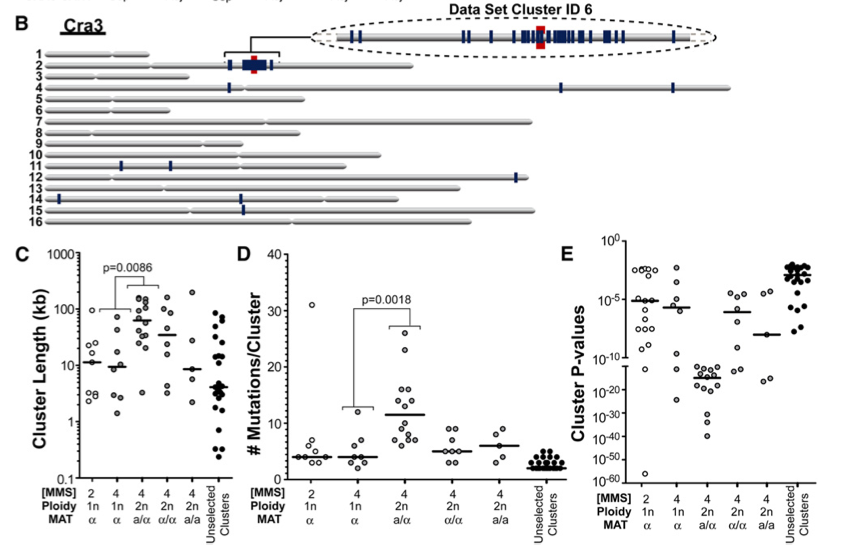 Data Set Cluster ID 6
B
Cra3
1
2
3
4
5
6
7
8
9
10
11
12
13
14
15
16
C
Cluster Length (kb)
1000
100
10
1
0.1
p=0.0086
[MMS] 2 4 4 4 4
Ploidy 1n 1n 2n 2n 2n
MAT α α a/α α/α a/a
Unselected
Clusters
D
# Mutations/Cluster
40
30
20
10
0
p=0.0018
[MMS] 2 4 4 4 4
Ploidy 1n 1n 2n 2n 2n
MAT α α a/α α/α a/a
Unselected
Clusters
E
Cluster P-values
10⁰
10⁻⁵
10⁻¹⁰
10⁻²⁰
10⁻³⁰
10⁻⁴⁰
10⁻⁵⁰
10⁻⁶⁰
[MMS] 2 4 4 4 4
Ploidy 1n 1n 2n 2n 2n
MAT α α a/α α/α a/a
Unselected
Clusters